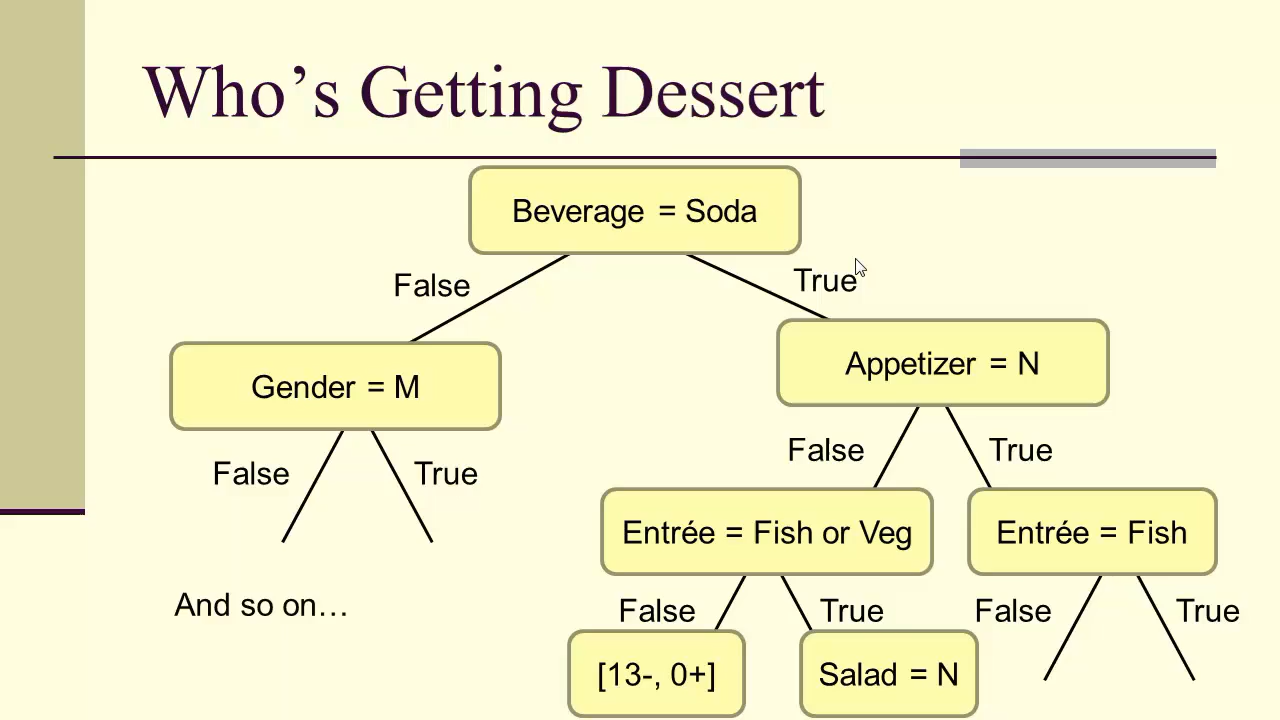 Who’s Getting Dessert
Beverage = Soda
False
True
Gender = M
Appetizer = N
False
True
False
True
Entrée = Fish or Veg
Entrée = Fish
And so on…
False
True
False
True
[13-, 0+]
Salad = N